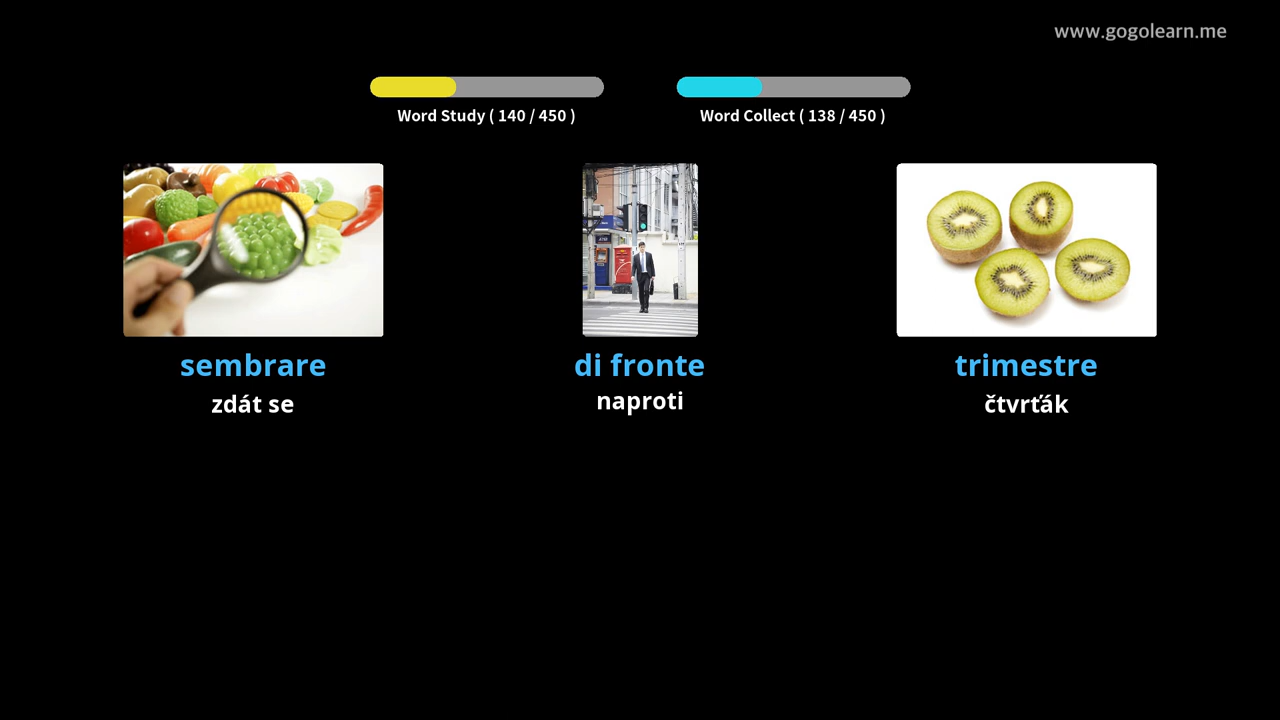 www.gogolearn.me
Word Study ( 140 / 450 )
Word Collect ( 138 / 450 )
sembrare
zdát se
di fronte
naproti
trimestre
čtvrťák